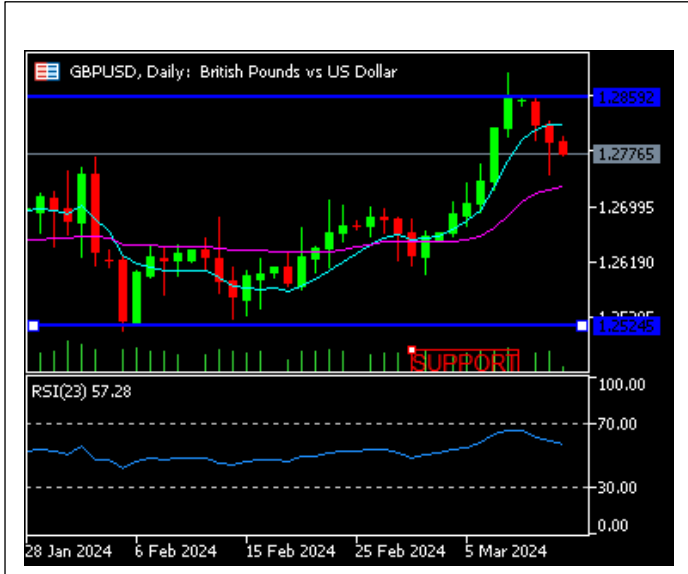 GBPUSD, Daily: British Pounds vs US Dollar
1.28592
1.27765
1.26995
1.26190
1.25245
SUPPORT
RSI(23) 57.28
100.00
70.00
30.00
0.00
28 Jan 2024 6 Feb 2024 15 Feb 2024 25 Feb 2024 5 Mar 2024